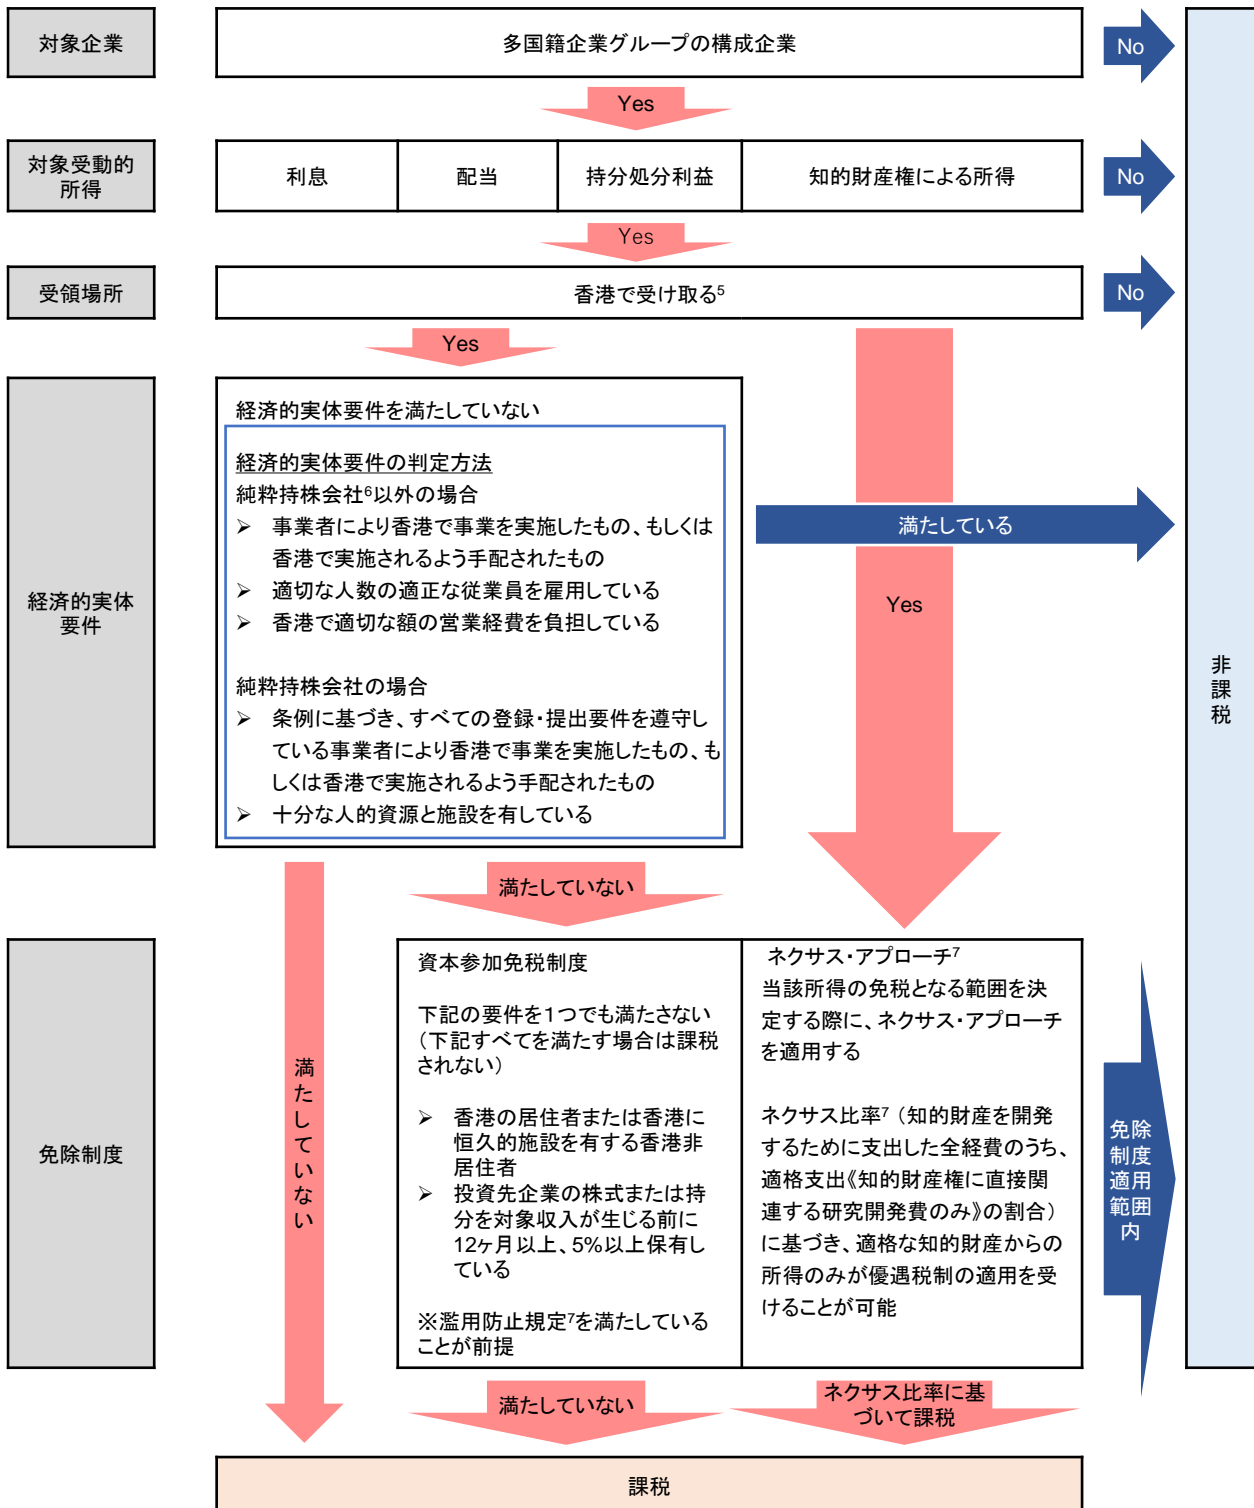 対象企業
多国籍企業グループの構成企業
No
Yes
対象受動的
所得
利息
配当
持分処分利益
知的財産権による所得
No
Yes
受領場所
香港で受け取る5
No
Yes
経済的実体
要件
経済的実体要件を満たしていない
経済的実体要件の判定方法
純粋持株会社6以外の場合
➢ 事業者により香港で事業を実施したもの、もしくは
香港で実施されるよう手配されたもの
➢ 適切な人数の適正な従業員を雇用している
➢ 香港で適切な額の営業経費を負担している
純粋持株会社の場合
➢ 条例に基づき、すべての登録・提出要件を遵守し
ている事業者により香港で事業を実施したもの、も
しくは香港で実施されるよう手配されたもの
➢ 十分な人的資源と施設を有している
満たしている
Yes
非課税
満たしていない
満たしていない
免除制度
資本参加免税制度
下記の要件を1つでも満たさない
（下記すべてを満たす場合は課税
されない）
➢ 香港の居住者または香港に
恒久的施設を有する香港非
居住者
➢ 投資先企業の株式または持
分を対象収入が生じる前に
12ヶ月以上、5%以上保有し
ている
※濫用防止規定7を満たしている
ことが前提
ネクサス・アプローチ7
当該所得の免税となる範囲を決
定する際に、ネクサス・アプローチ
を適用する
ネクサス比率7（知的財産を開発
するために支出した全経費のうち、
適格支出《知的財産権に直接関
連する研究開発費のみ》の割合）
に基づき、適格な知的財産からの
所得のみが優遇税制の適用を受
けることが可能
免除
制度
適用
範囲
内
満たしていない
ネクサス比率に基
づいて課税
課税